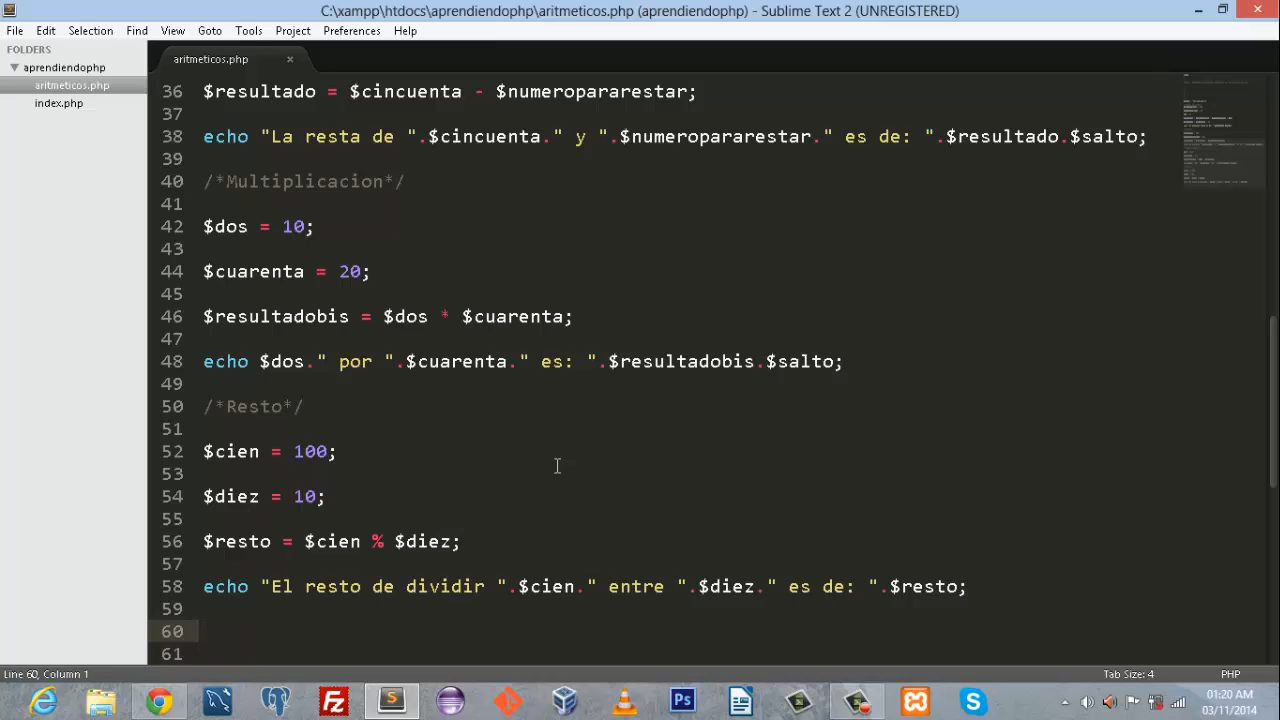 C:\xampp\htdocs\aprendiendophp\aritmeticos.php (aprendiendophp) - Sublime Text 2 (UNREGISTERED)
File Edit Selection Find View Goto Tools Project Preferences Help
FOLDERS
aprendiendophp
aritmeticos.php
index.php
aritmeticos.php ×
36 $resultado = $cincuenta - $numeropararestar;
37
38 echo "La resta de ".$cincuenta." y ".$numeropararestar." es de: ".$resultado.$salto;
39
40 /*Multiplicacion*/
41
42 $dos = 10;
43
44 $cuarenta = 20;
45
46 $resultadobis = $dos * $cuarenta;
47
48 echo $dos." por ".$cuarenta." es: ".$resultadobis.$salto;
49
50 /*Resto*/
51
52 $cien = 100;
53
54 $diez = 10;
55
56 $resto = $cien % $diez;
57
58 echo "El resto de dividir ".$cien." entre ".$diez." es de: ".$resto;
59
60
61
Line 60, Column 1 Tab Size: 4 PHP
Ps
01:20 AM
03/11/2014